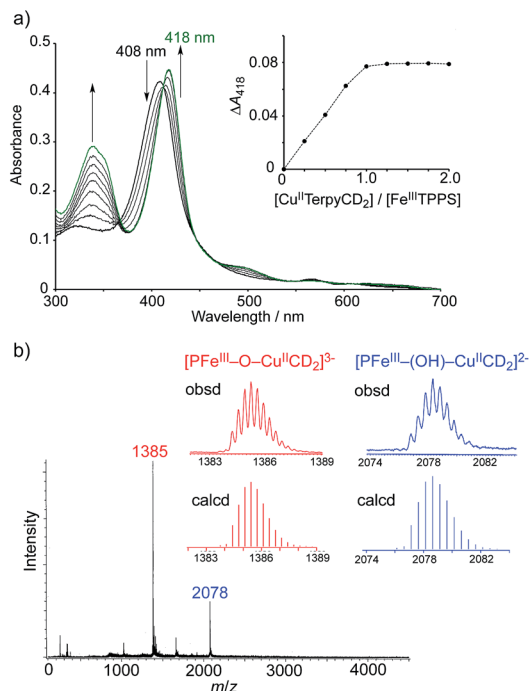 a)
408 nm
418 nm
Absorbance
0.5
0.4
0.3
0.2
0.1
0
300
400
500
600
700
Wavelength / nm
ΔA418
0.08
0.04
0
0
1.0
2.0
[CuIITerpyCD2] / [FeIIITPPS]
b)
[PFeIII–O–CuIICD2]3-
[PFeIII–(OH)–CuIICD2]2-
obsd
1383
1386
1389
obsd
2074
2078
2082
calcd
1383
1386
1389
calcd
2074
2078
2082
1385
2078
Intensity
0
1000
2000
3000
4000
m/z